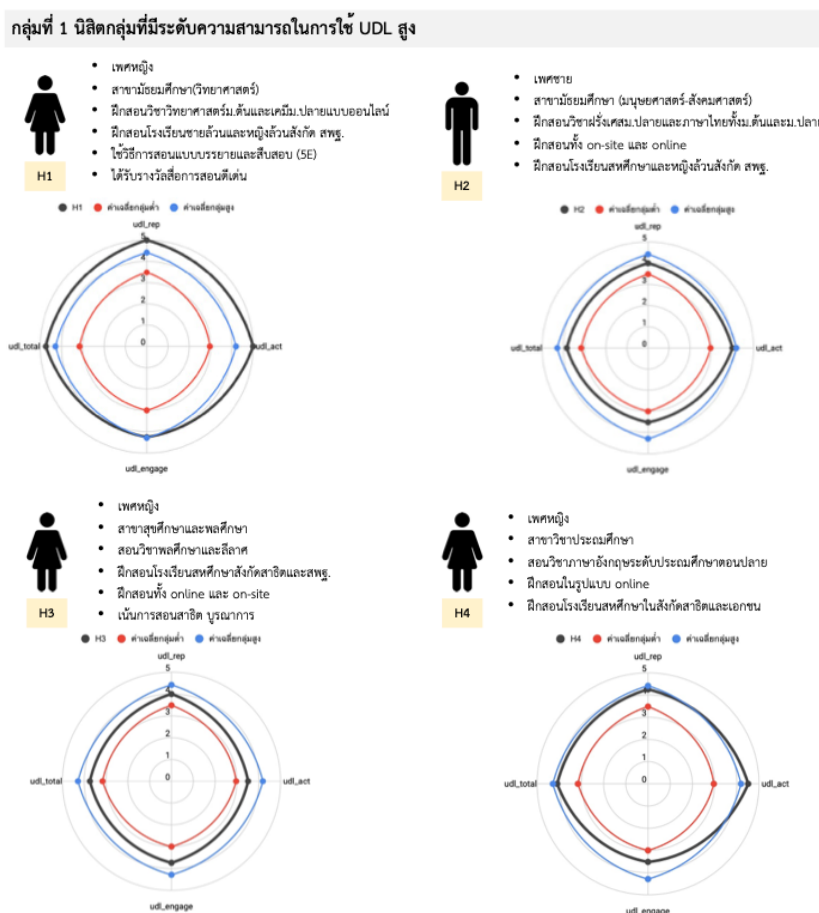 กลุ่มที่ 1 นิสิตกลุ่มที่มีระดับความสามารถในการใช้ UDL สูง
H1
• เพศหญิง
• สาขามัธยมศึกษา(วิทยาศาสตร์)
• ฝึกสอนวิชาวิทยาศาสตร์ม.ต้นและเคมีม.ปลายแบบออนไลน์
• ฝึกสอนโรงเรียนชายล้วนและหญิงล้วนสังกัด สพฐ.
• ใช้วิธีการสอนแบบบรรยายและสืบสอบ (5E)
• ได้รับรางวัลสื่อการสอนดีเด่น
H1 ค่าเฉลี่ยกลุ่มต่ำ ค่าเฉลี่ยกลุ่มสูง
udl_rep
5
4
3
2
1
0
udl_total
udl_act
udl_engage
H2
• เพศชาย
• สาขามัธยมศึกษา (มนุษยศาสตร์-สังคมศาสตร์)
• ฝึกสอนวิชาฝรั่งเศสม.ปลายและภาษาไทยทั้งม.ต้นและม.ปลาย
• ฝึกสอนทั้ง on-site และ online
• ฝึกสอนโรงเรียนสหศึกษาและหญิงล้วนสังกัด สพฐ.
H2 ค่าเฉลี่ยกลุ่มต่ำ ค่าเฉลี่ยกลุ่มสูง
udl_rep
5
4
3
2
1
0
udl_total
udl_act
udl_engage
H3
• เพศหญิง
• สาขาสุขศึกษาและพลศึกษา
• สอนวิชาพลศึกษาและลีลาศ
• ฝึกสอนโรงเรียนสหศึกษาสังกัดสาธิตและสพฐ.
• ฝึกสอนทั้ง online และ on-site
• เน้นการสอนสาธิต บูรณาการ
H3 ค่าเฉลี่ยกลุ่มต่ำ ค่าเฉลี่ยกลุ่มสูง
udl_rep
5
4
3
2
1
0
udl_total
udl_act
udl_engage
H4
• เพศหญิง
• สาขาวิชาประถมศึกษา
• สอนวิชาภาษาอังกฤษระดับประถมศึกษาตอนปลาย
• ฝึกสอนในรูปแบบ online
• ฝึกสอนโรงเรียนสหศึกษาในสังกัดสาธิตและเอกชน
H4 ค่าเฉลี่ยกลุ่มต่ำ ค่าเฉลี่ยกลุ่มสูง
udl_rep
5
4
3
2
1
0
udl_total
udl_act
udl_engage